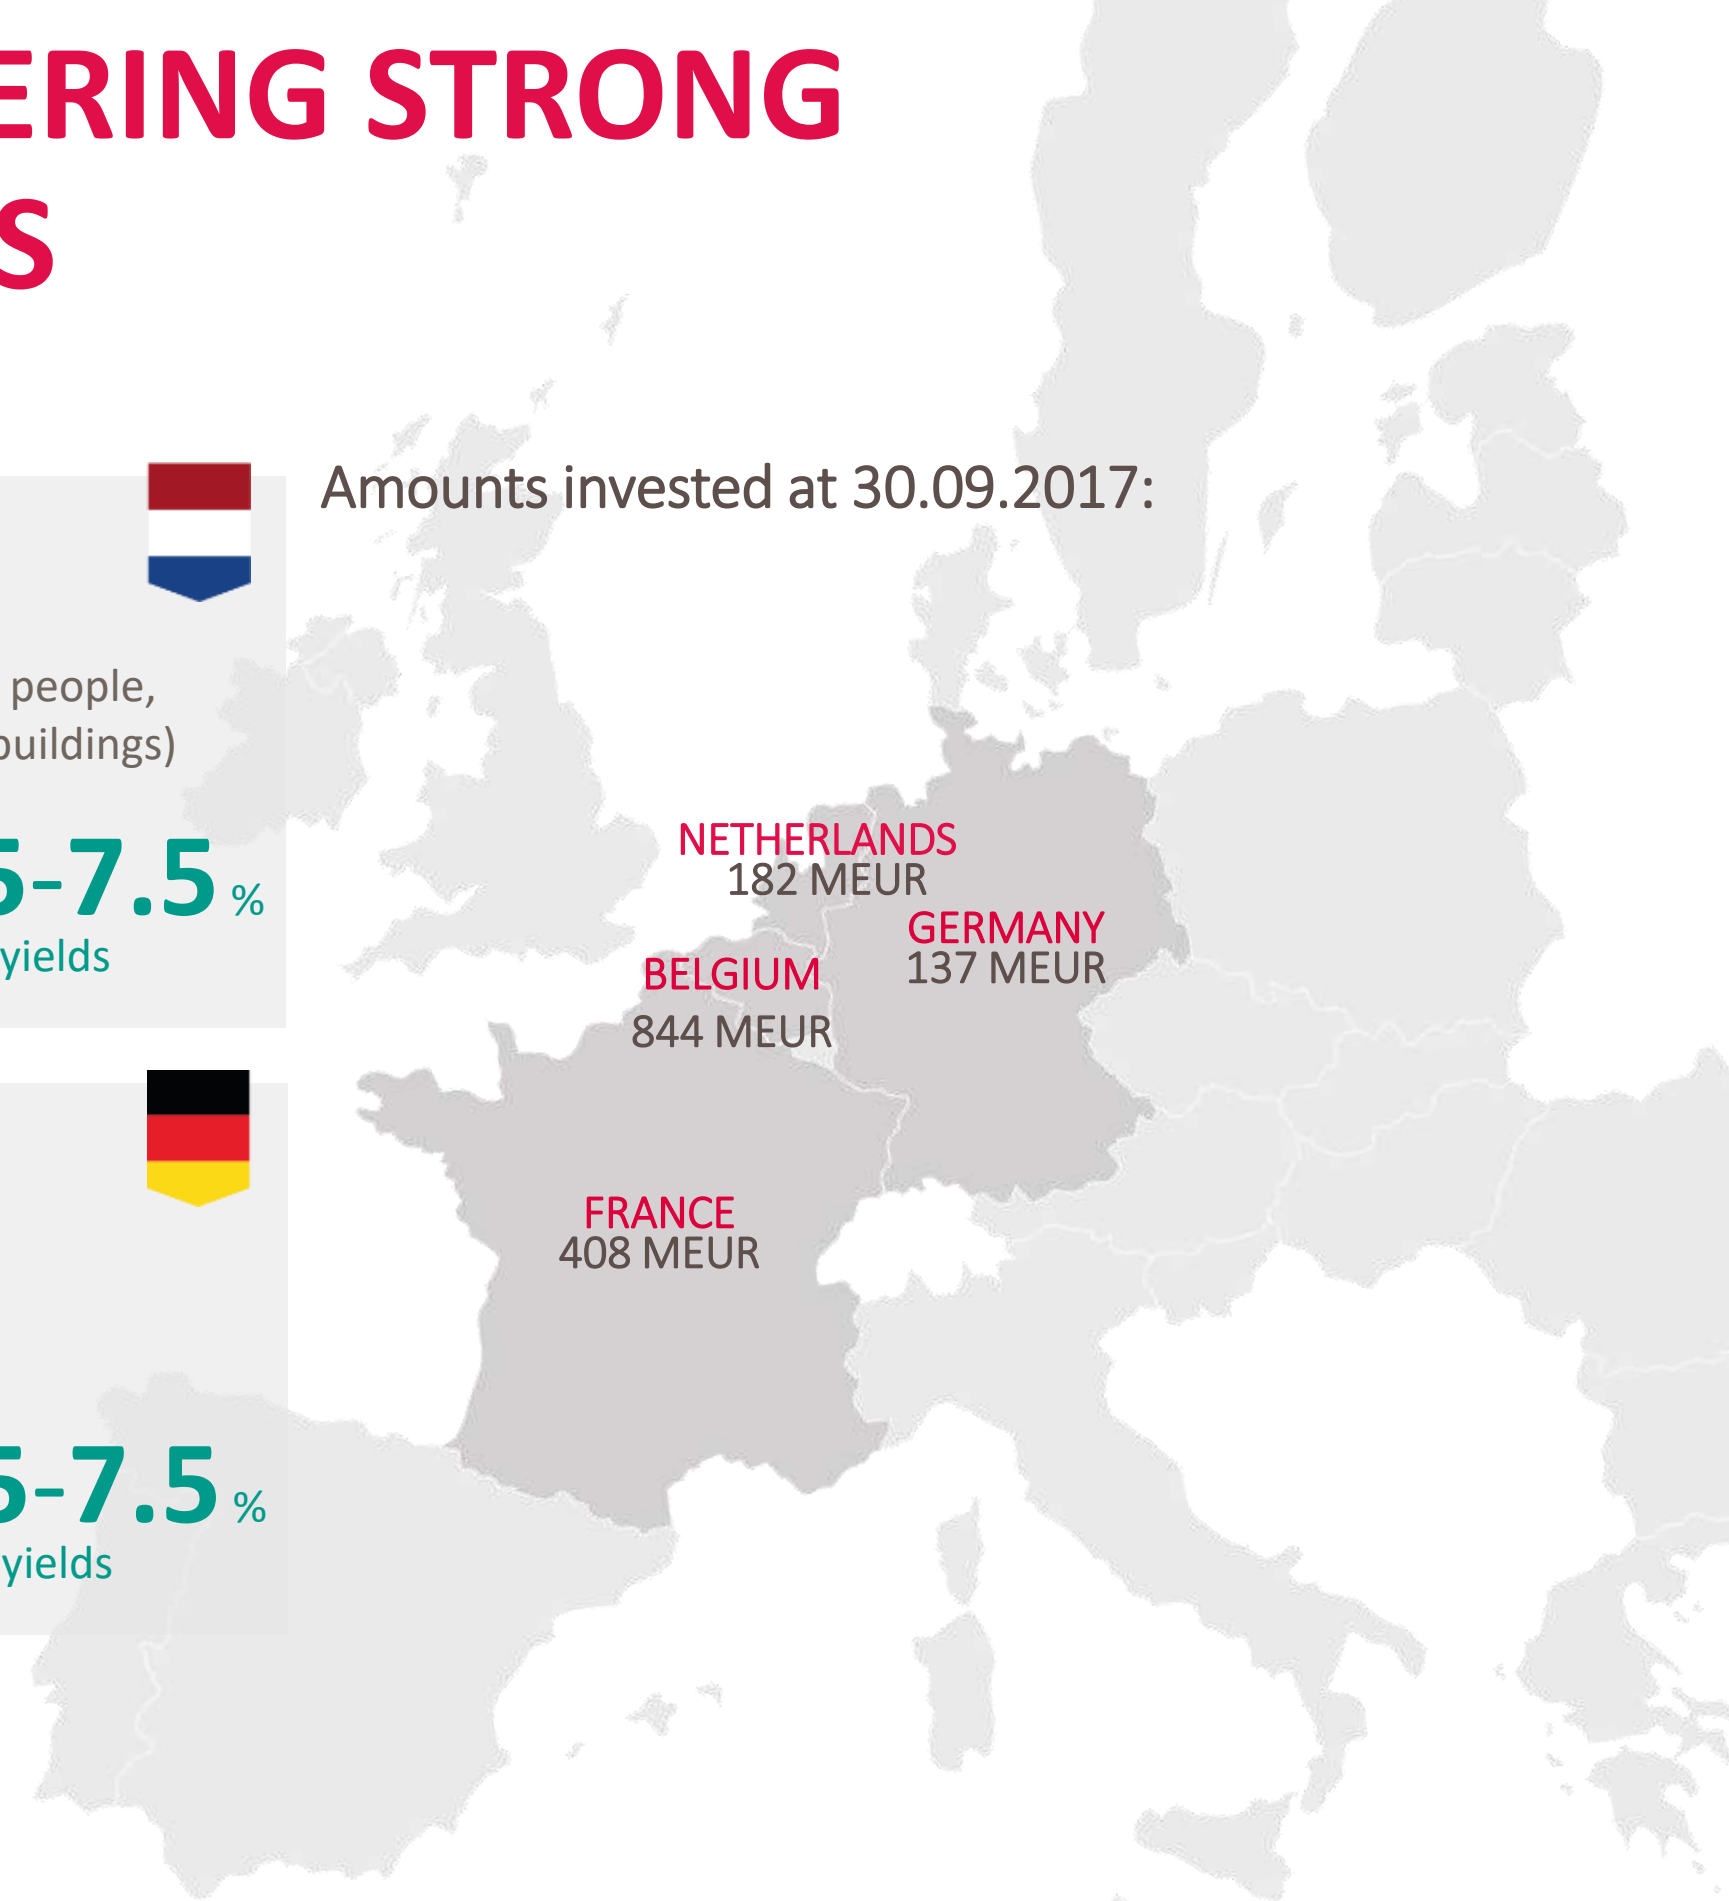 ERING STRONG
S
Amounts invested at 30.09.2017:
people,
buildings)
5-7.5 %
yields
NETHERLANDS
182 MEUR
GERMANY
137 MEUR
BELGIUM
844 MEUR
FRANCE
408 MEUR
5-7.5 %
yields